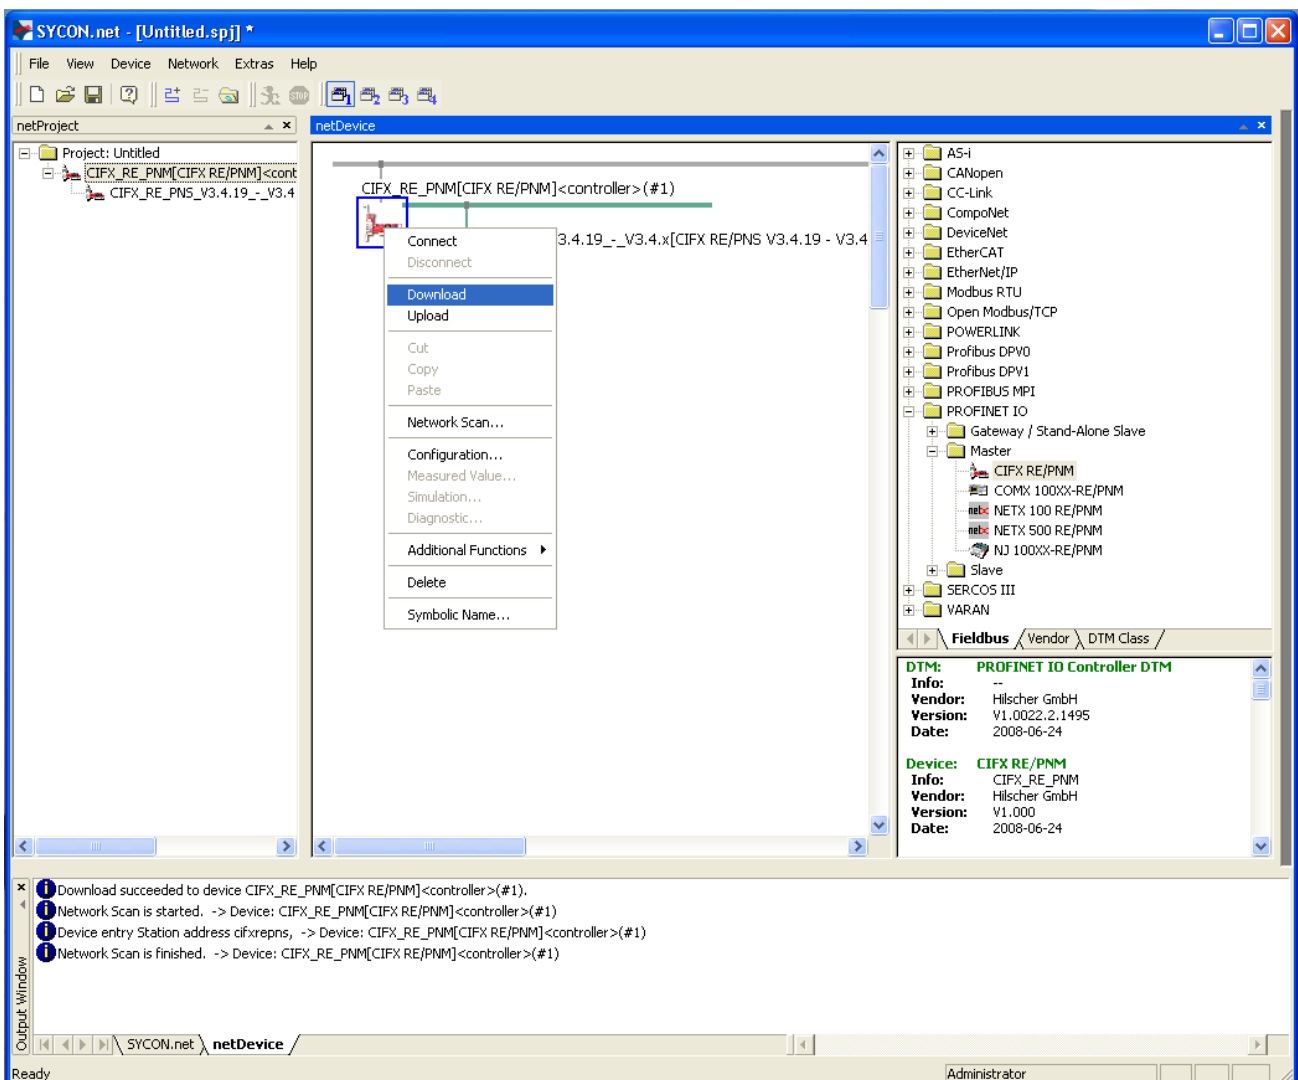 SYCON.net - [Untitled.spj] *
File View Device Network Extras Help
netProject
netDevice
Project: Untitled
CIFX_RE_PNM[CIFX RE/PNM]<cont
CIFX_RE_PNS_V3.4.19_-_V3.4
CIFX_RE_PNM[CIFX RE/PNM]<controller>(#1)
3.4.19_-_V3.4.x[CIFX RE/PNS V3.4.19 - V3.4
Connect
Disconnect
Download
Upload
Cut
Copy
Paste
Network Scan...
Configuration...
Measured Value...
Simulation...
Diagnostic...
Additional Functions
Delete
Symbolic Name...
AS-i
CANopen
CC-Link
CompoNet
DeviceNet
EtherCAT
EtherNet/IP
Modbus RTU
Open Modbus/TCP
POWERLINK
Profibus DPV0
Profibus DPV1
PROFIBUS MPI
PROFINET IO
Gateway / Stand-Alone Slave
Master
CIFX RE/PNM
COMX 100XX-RE/PNM
NETX 100 RE/PNM
NETX 500 RE/PNM
NJ 100XX-RE/PNM
Slave
SERCOS III
VARAN
Fieldbus Vendor DTM Class
DTM: PROFINET IO Controller DTM
Info: --
Vendor: Hilscher GmbH
Version: V1.0022.2.1495
Date: 2008-06-24
Device: CIFX RE/PNM
Info: CIFX_RE_PNM
Vendor: Hilscher GmbH
Version: V1.000
Date: 2008-06-24
Download succeeded to device CIFX_RE_PNM[CIFX RE/PNM]<controller>(#1).
Network Scan is started. -> Device: CIFX_RE_PNM[CIFX RE/PNM]<controller>(#1)
Device entry Station address cifxrepns, -> Device: CIFX_RE_PNM[CIFX RE/PNM]<controller>(#1)
Network Scan is finished. -> Device: CIFX_RE_PNM[CIFX RE/PNM]<controller>(#1)
Output Window
SYCON.net netDevice
Ready
Administrator